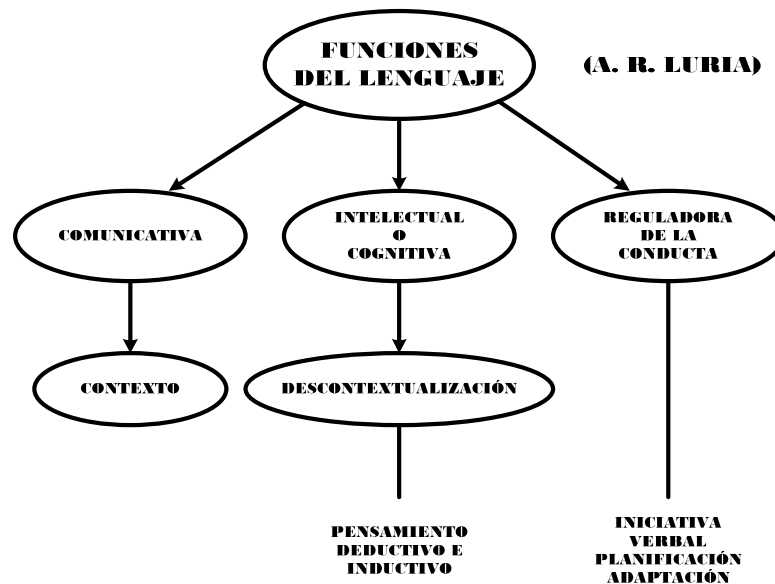 FUNCIONES
DEL LENGUAJE
(A. R. LURIA)
COMUNICATIVA
INTELECTUAL
O
COGNITIVA
REGULADORA
DE LA
CONDUCTA
CONTEXTO
DESCONTEXTUALIZACIÓN
PENSAMIENTO
DEDUCTIVO E
INDUCTIVO
INICIATIVA
VERBAL
PLANIFICACIÓN
ADAPTACIÓN